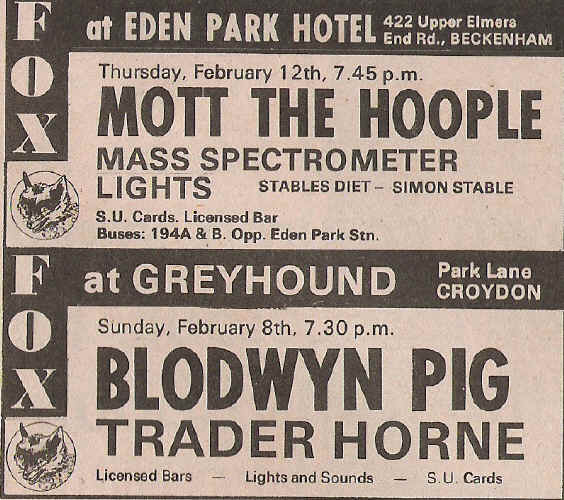 FOX
at EDEN PARK HOTEL 422 Upper Elmers
End Rd., BECKENHAM
Thursday, February 12th, 7.45 p.m.
MOTT THE HOOPLE
MASS SPECTROMETER
LIGHTS STABLES DIET – SIMON STABLE
S.U. Cards. Licensed Bar
Buses: 194A & B. Opp. Eden Park Stn.
FOX
at GREYHOUND Park Lane
CROYDON
Sunday, February 8th, 7.30 p.m.
BLODWYN PIG
TRADER HORNE
Licensed Bars — Lights and Sounds — S.U. Cards